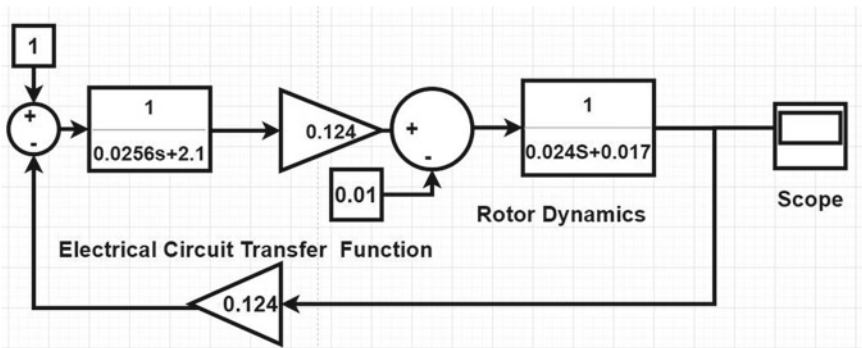 1
+
-
1
0.0256s+2.1
0.124
+
-
0.01
1
0.024S+0.017
Scope
Rotor Dynamics
Electrical Circuit Transfer Function
0.124